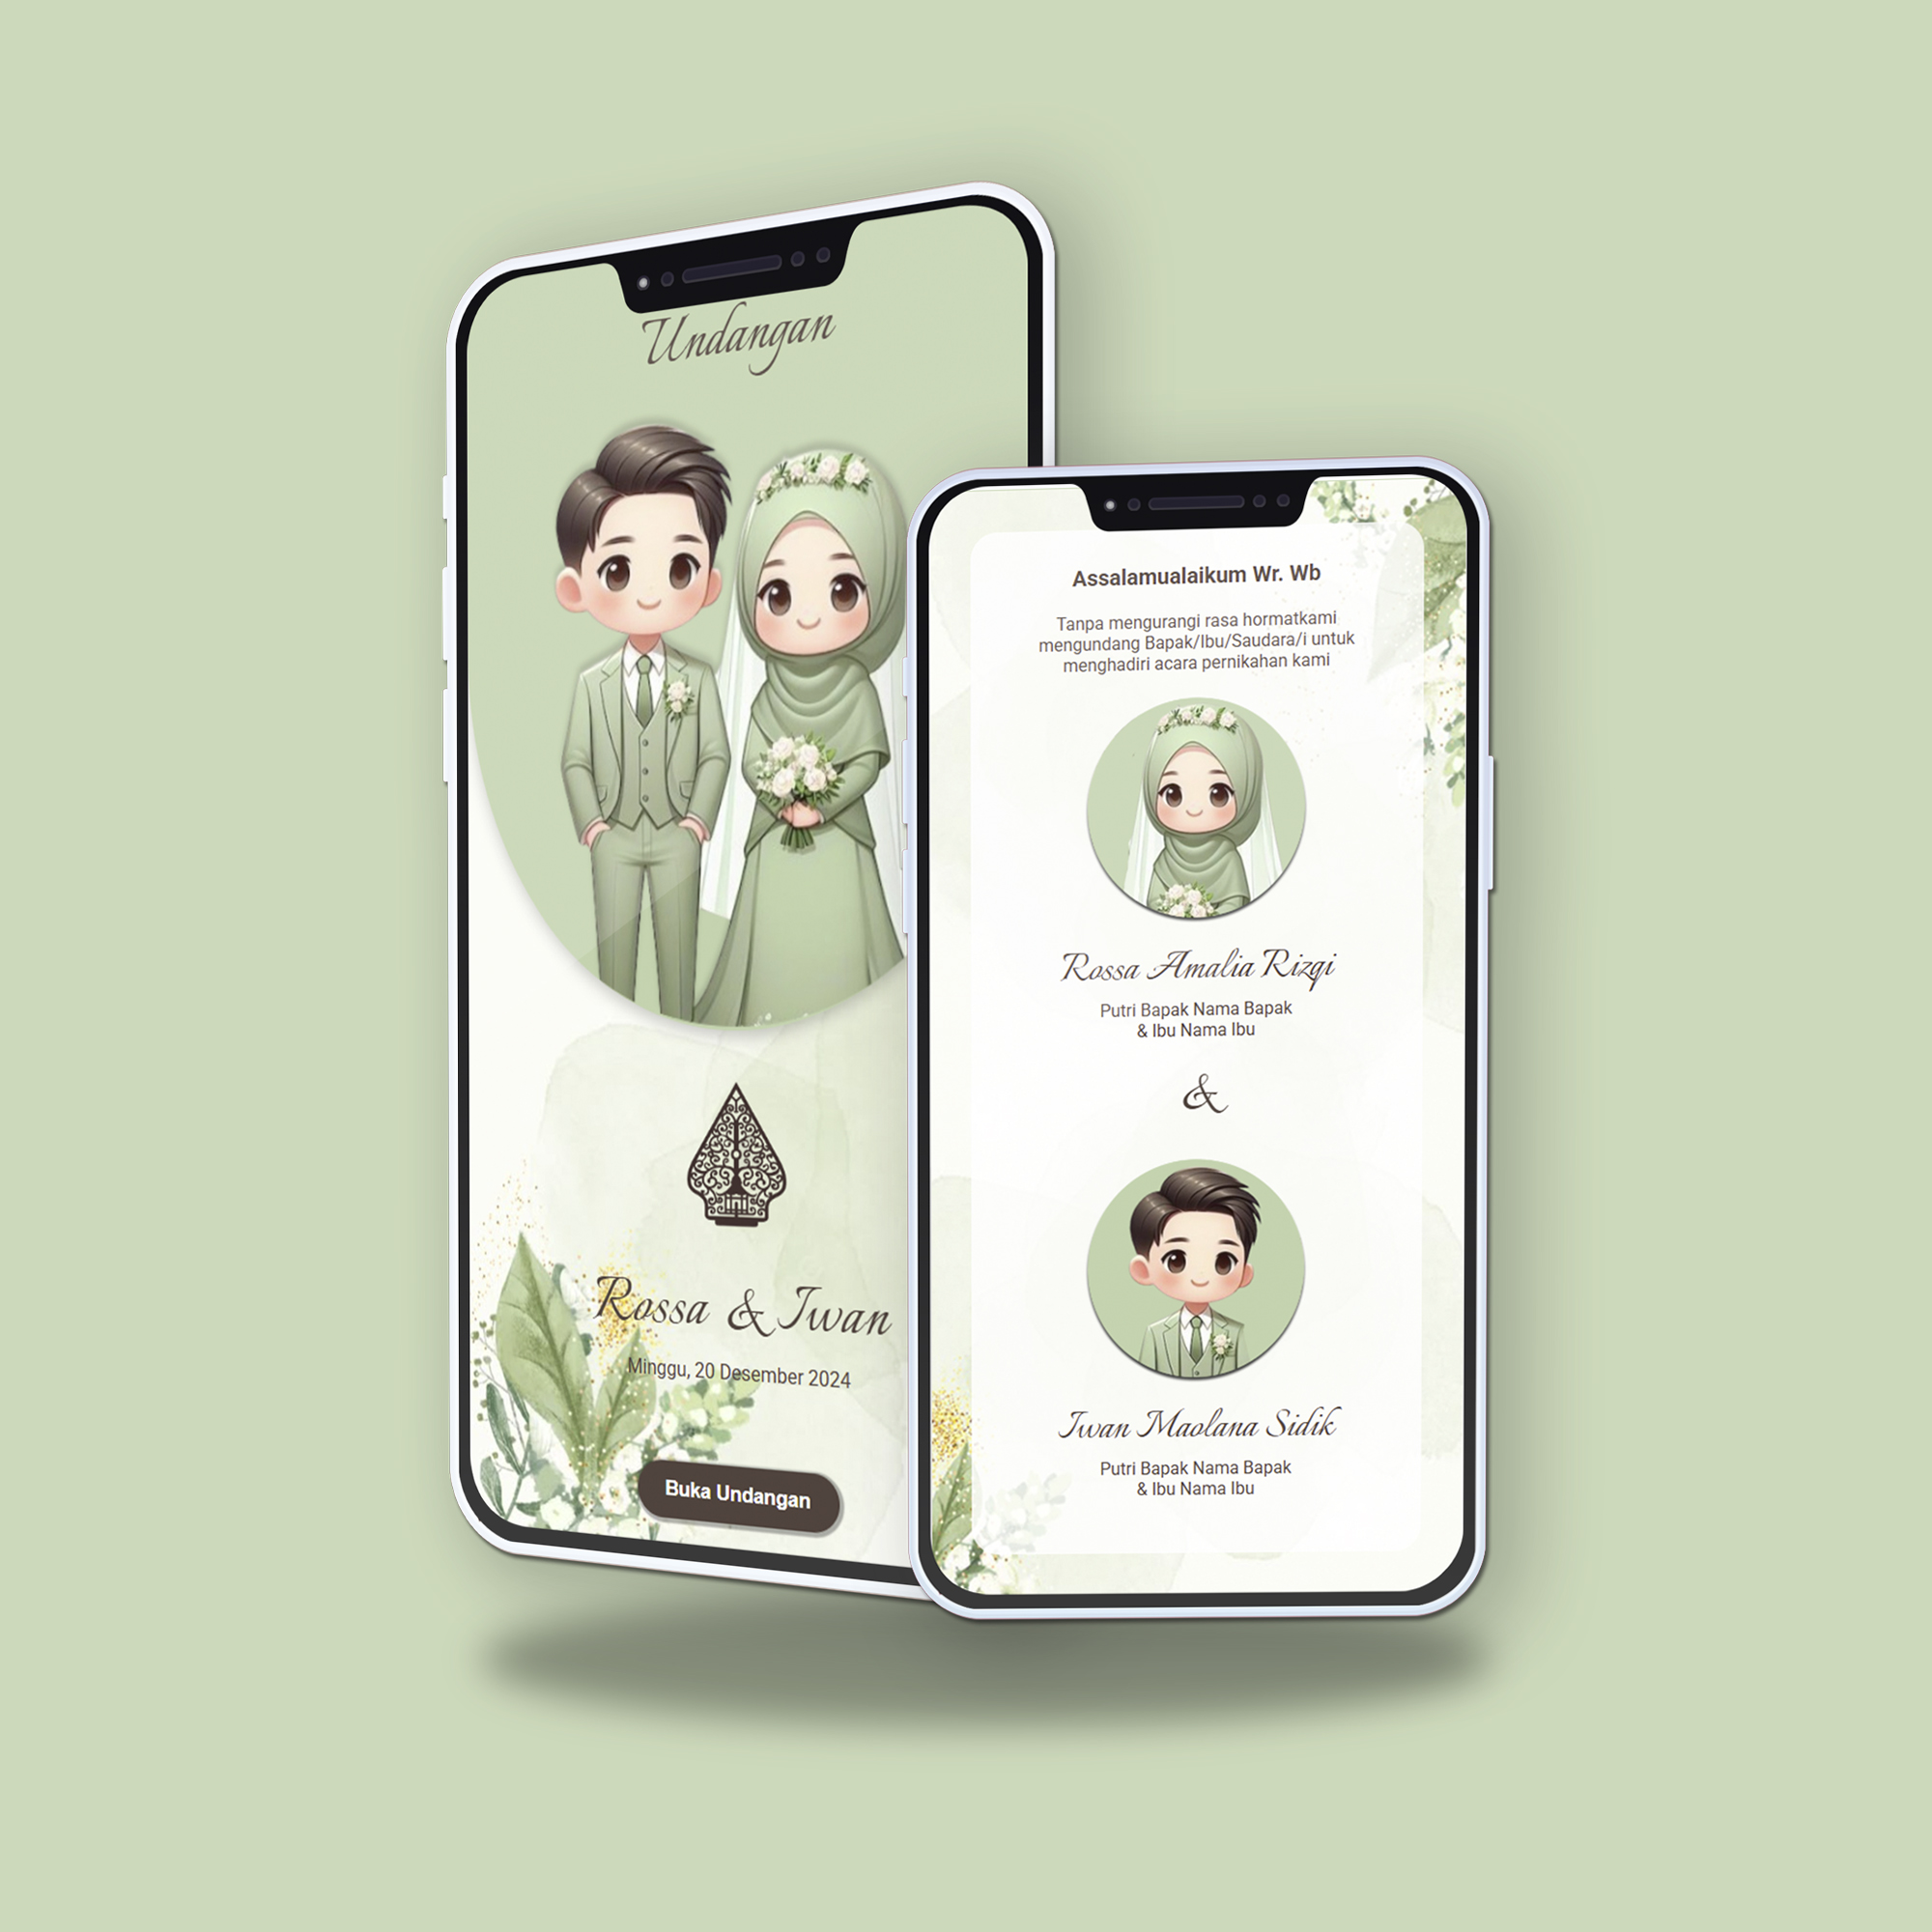 Undangan
Rossa & Iwan
Minggu, 20 Desember 2024
Buka Undangan
Assalamualaikum Wr. Wb
Tanpa mengurangi rasa hormatkami
mengundang Bapak/Ibu/Saudara/i untuk
menghadiri acara pernikahan kami
Rossa Amalia Rizqi
Putri Bapak Nama Bapak
& Ibu Nama Ibu
&
Iwan Maolana Sidik
Putri Bapak Nama Bapak
& Ibu Nama Ibu